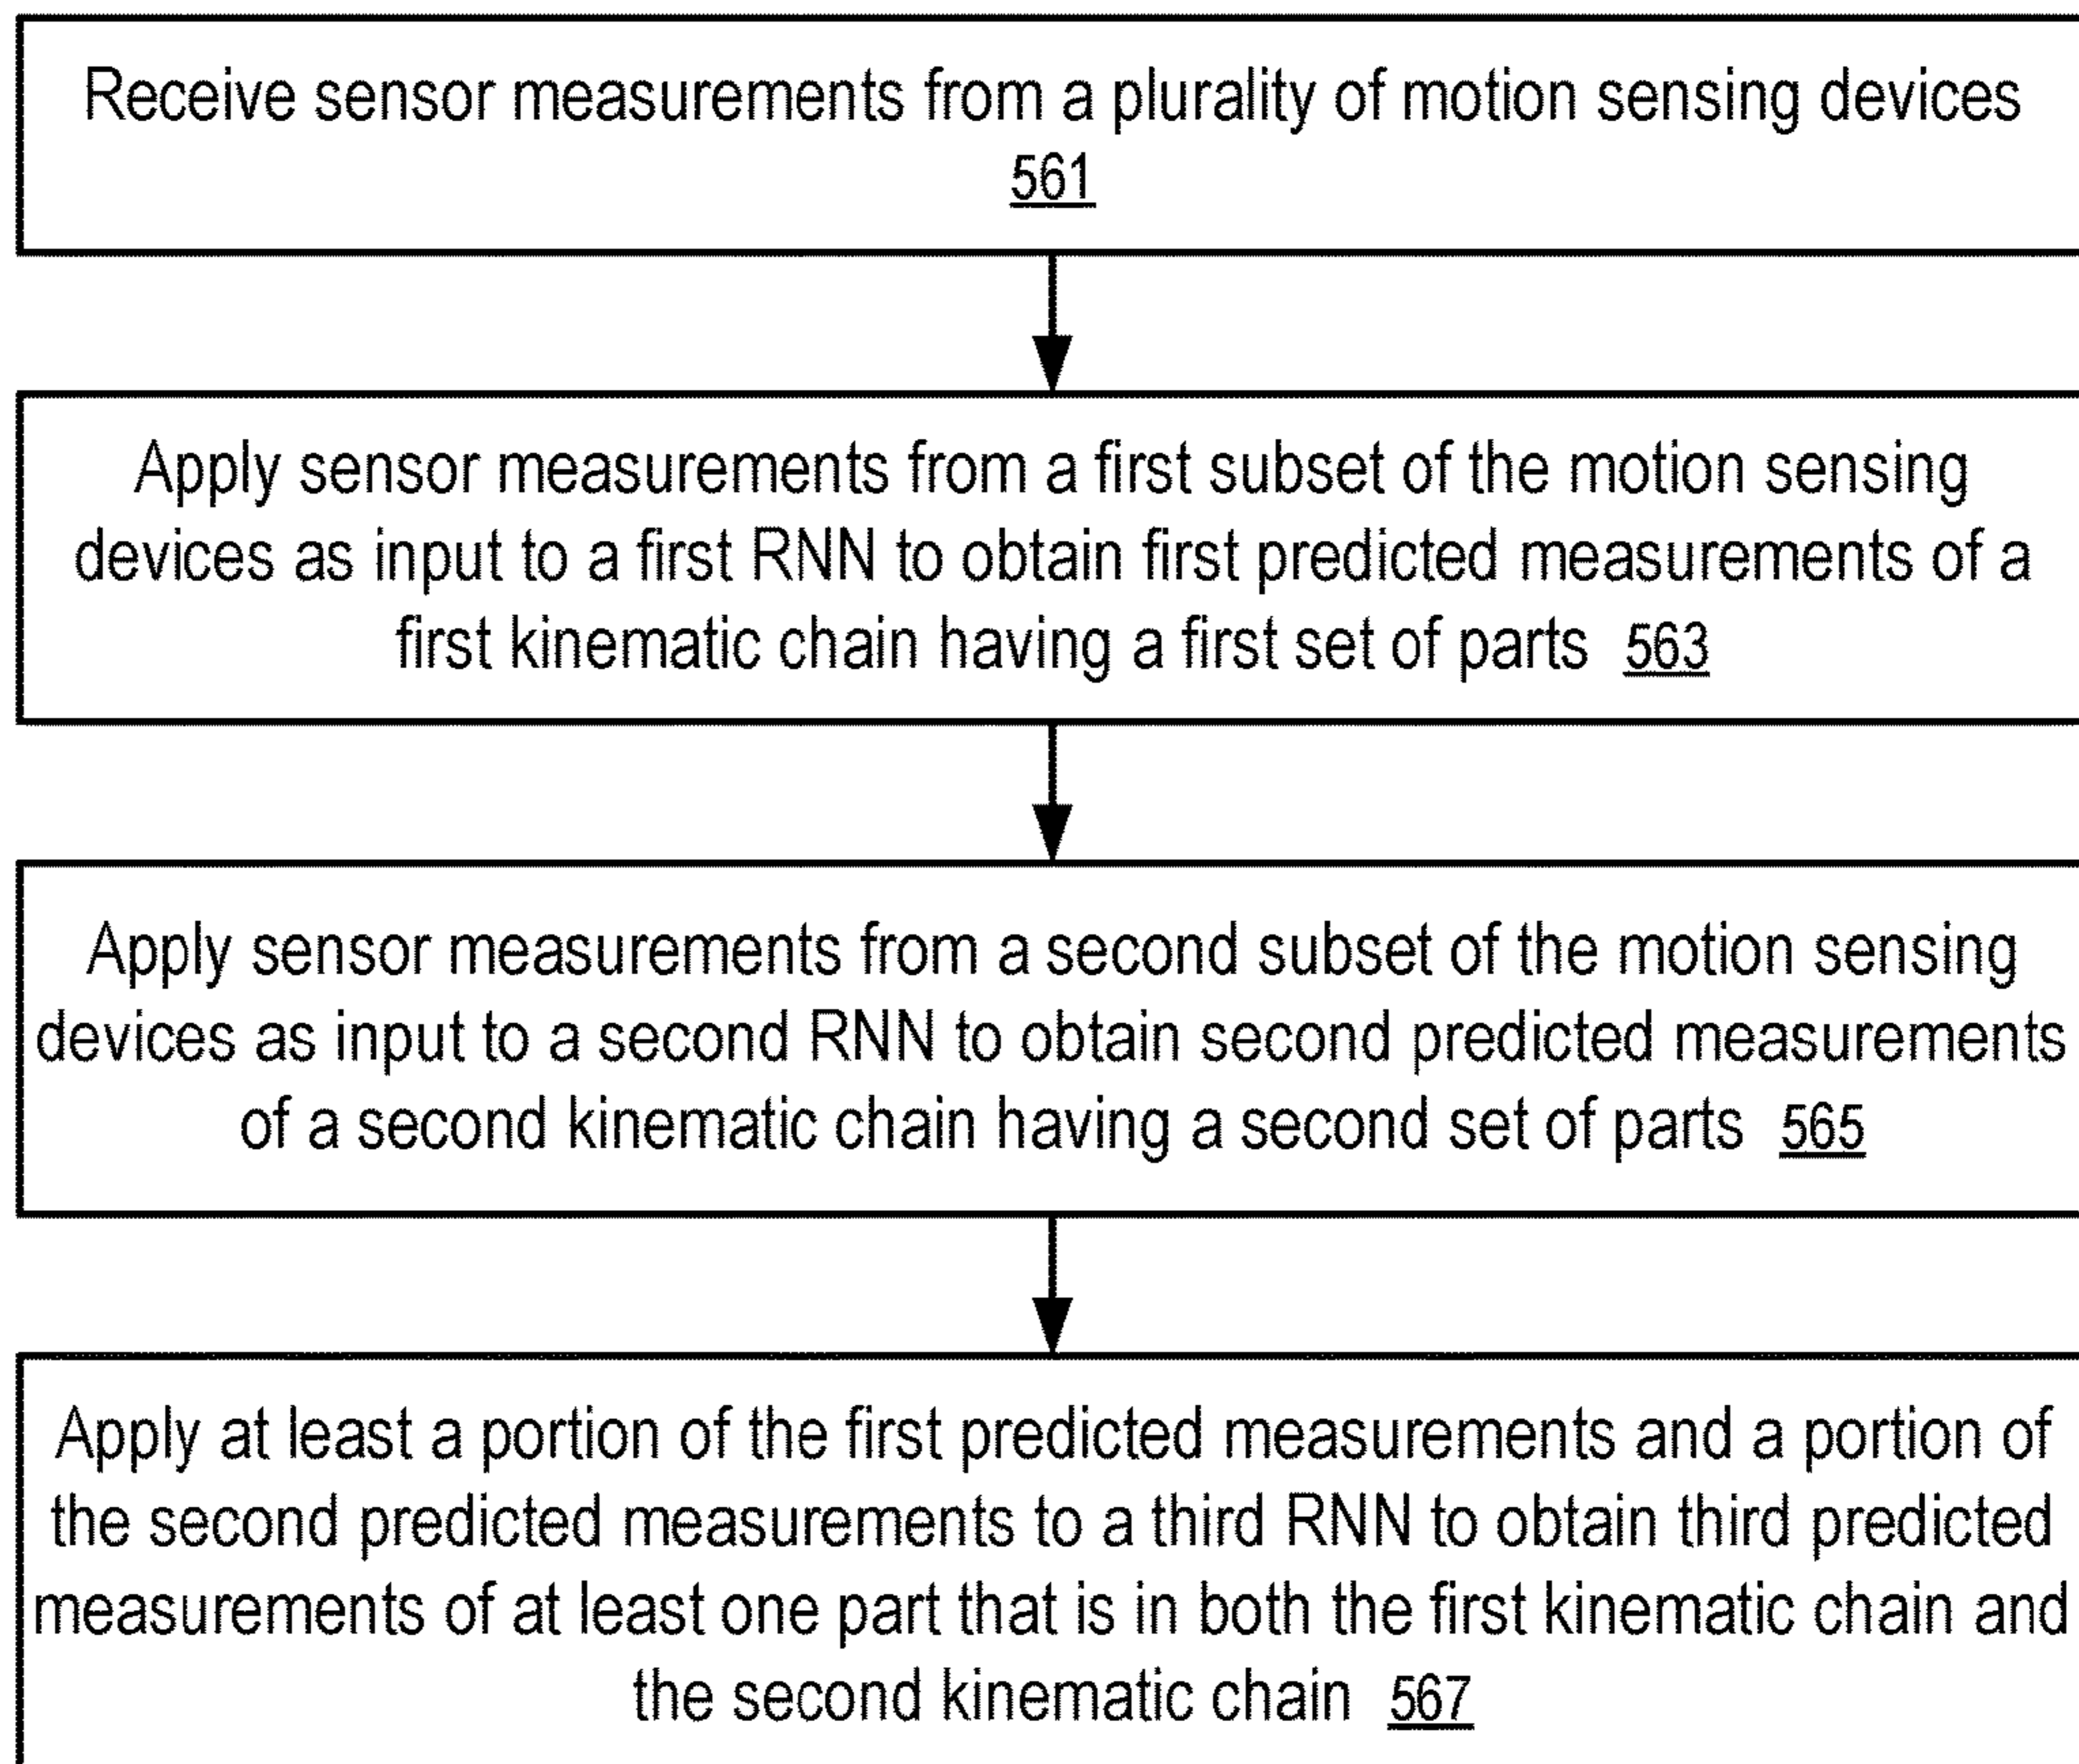 Receive sensor measurements from a plurality of motion sensing devices
561
Apply sensor measurements from a first subset of the motion sensing
devices as input to a first RNN to obtain first predicted measurements of a
first kinematic chain having a first set of parts 563
Apply sensor measurements from a second subset of the motion sensing
devices as input to a second RNN to obtain second predicted measurements
of a second kinematic chain having a second set of parts 565
Apply at least a portion of the first predicted measurements and a portion of
the second predicted measurements to a third RNN to obtain third predicted
measurements of at least one part that is in both the first kinematic chain and
the second kinematic chain 567